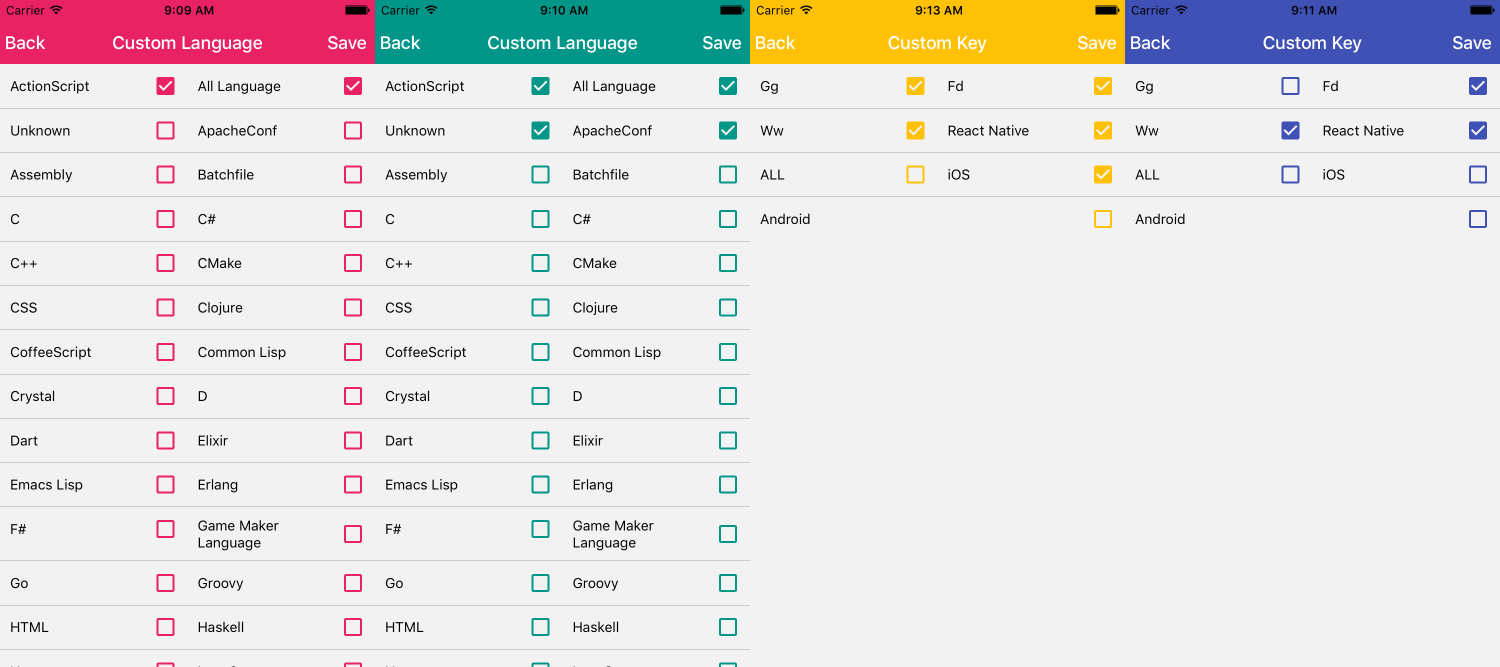 Carrier 9:09 AM
Back Custom Language Save
ActionScript All Language
Unknown ApacheConf
Assembly Batchfile
C C#
C++ CMake
CSS Clojure
CoffeeScript Common Lisp
Crystal D
Dart Elixir
Emacs Lisp Erlang
F# Game Maker
Language
Go Groovy
HTML Haskell
Carrier 9:10 AM
Back Custom Language Save
ActionScript All Language
Unknown ApacheConf
Assembly Batchfile
C C#
C++ CMake
CSS Clojure
CoffeeScript Common Lisp
Crystal D
Dart Elixir
Emacs Lisp Erlang
F# Game Maker
Language
Go Groovy
HTML Haskell
Carrier 9:13 AM
Back Custom Key Save
Gg Fd
Ww React Native
ALL iOS
Android
Carrier 9:11 AM
Back Custom Key Save
Gg Fd
Ww React Native
ALL iOS
Android